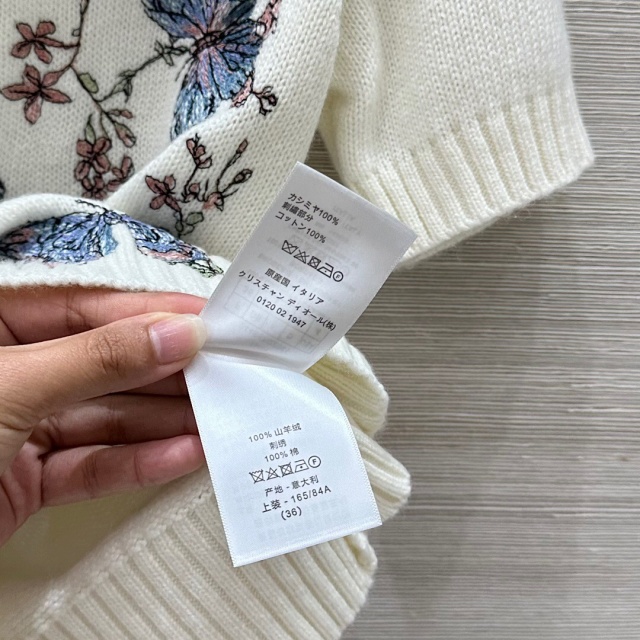 カシミヤ100%
刺繍部分
コットン100%
原産国 イタリア
クリスチャン ディオール(株)
0120 02 1947
100% 山羊绒
刺绣
100% 棉
F
产地 - 意大利
上装 - 165/84A
(36)